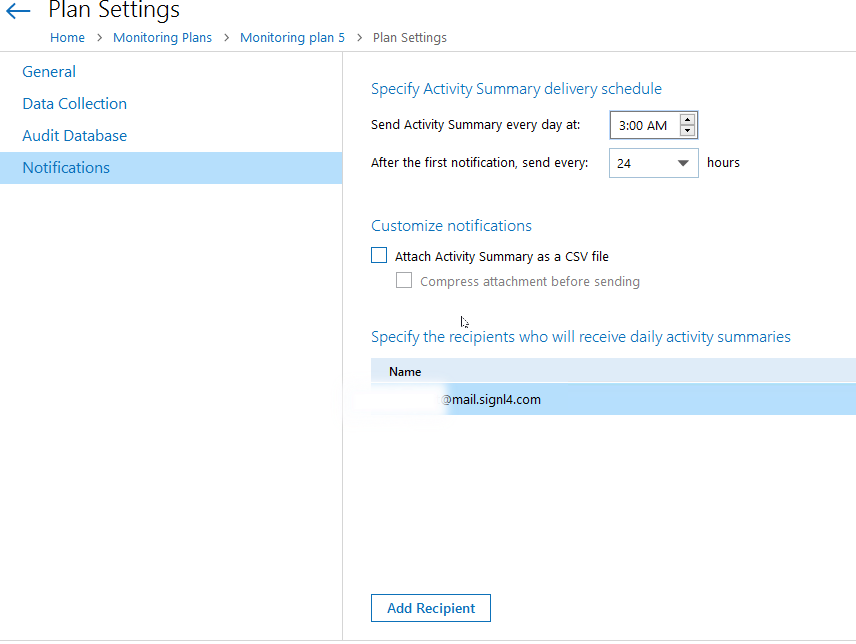 Plan Settings
Home > Monitoring Plans > Monitoring plan 5 > Plan Settings
General
Data Collection
Audit Database
Notifications
Specify Activity Summary delivery schedule
Send Activity Summary every day at: 3:00 AM
After the first notification, send every: 24 hours
Customize notifications
Attach Activity Summary as a CSV file
Compress attachment before sending
Specify the recipients who will receive daily activity summaries
Name
@mail.signl4.com
Add Recipient